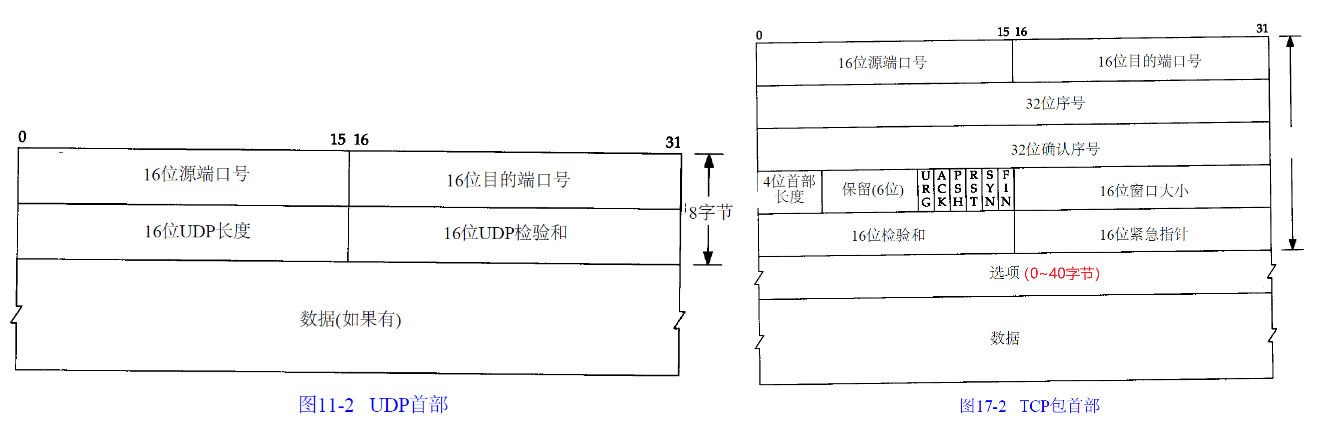 0 15 16 31
16位源端口号 16位目的端口号
16位UDP长度 16位UDP检验和
8字节
数据(如果有)
图11-2 UDP首部
0 15 16 31
16位源端口号 16位目的端口号
32位序号
32位确认序号
4位首部
长度
保留(6位)
URG
ACK
PSH
RST
SYN
FIN
16位窗口大小
16位检验和 16位紧急指针
选项 (0~40字节)
数据
图17-2 TCP包首部